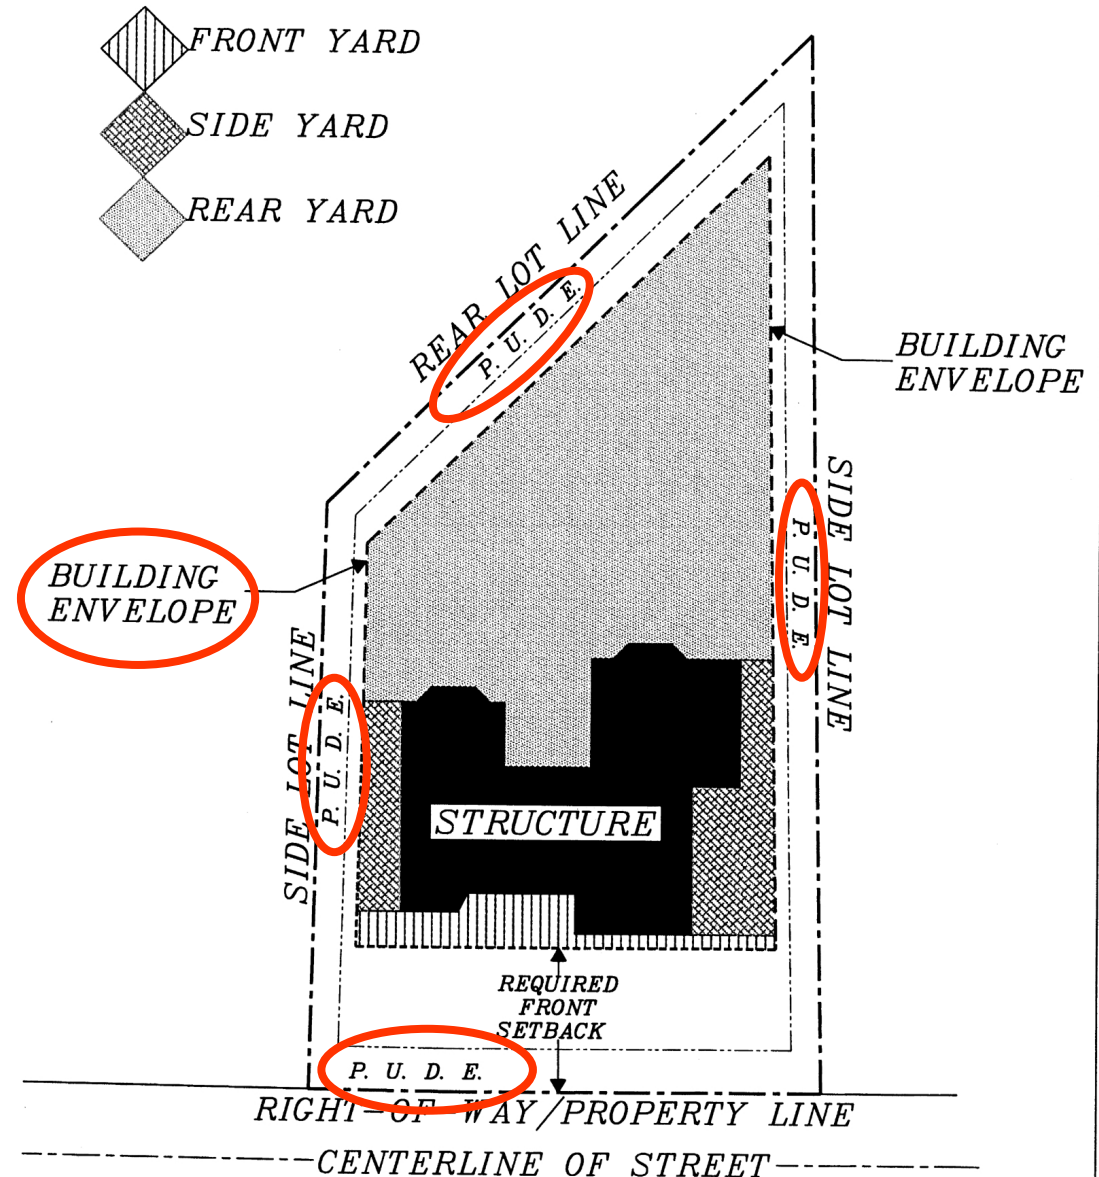 FRONT YARD
SIDE YARD
REAR YARD
REAR LOT LINE
P. U. D. E.
BUILDING
ENVELOPE
BUILDING
ENVELOPE
SIDE LOT LINE
P. U. D. E.
SIDE LOT LINE
P. U. D. E.
STRUCTURE
REQUIRED
FRONT
SETBACK
P. U. D. E.
RIGHT-OF-WAY/PROPERTY LINE
CENTERLINE OF STREET